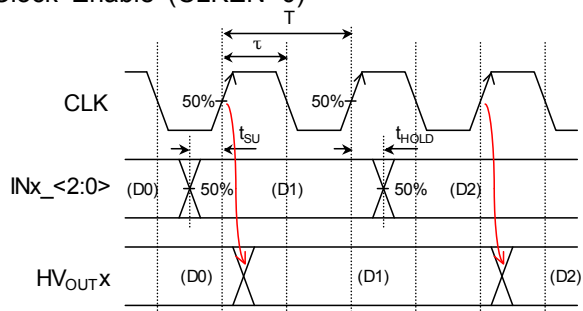 Clock Enable (CLKEN=0)
T
τ
CLK
50%
50%
tSU
tHOLD
INx_<2:0>
(D0)
50%
(D1)
50%
(D2)
HVOUTx
(D0)
(D1)
(D2)